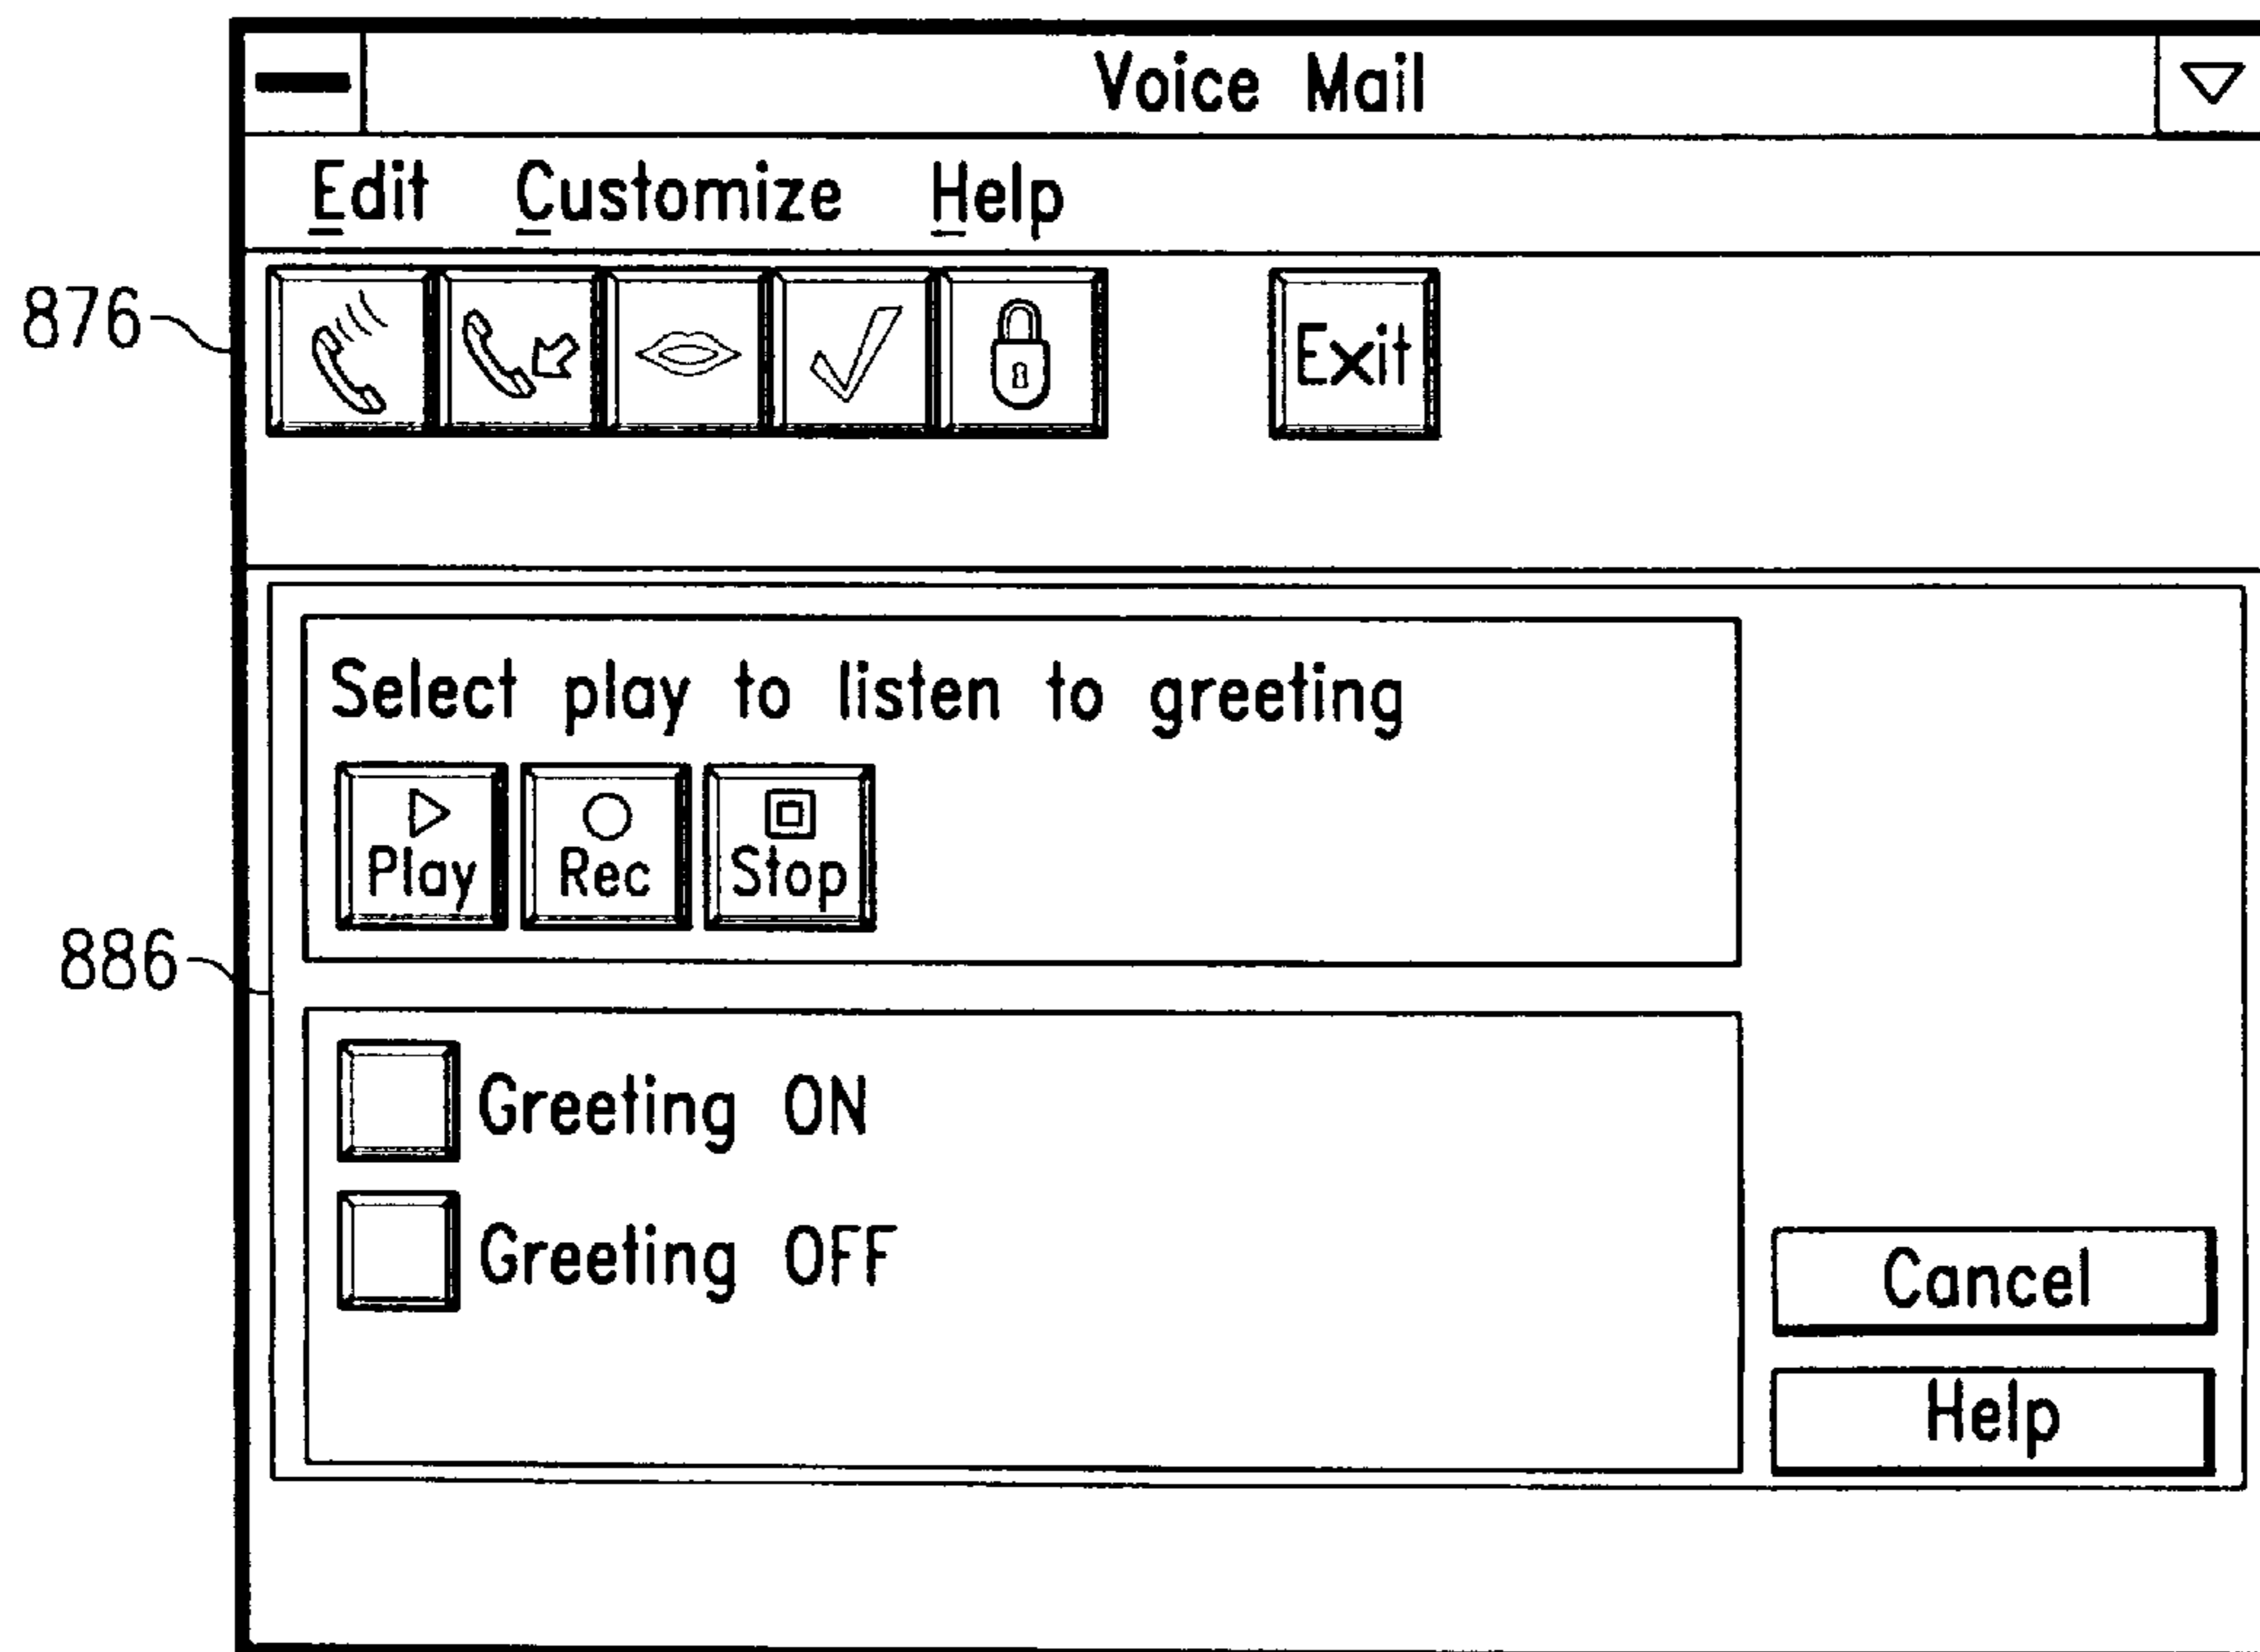 Voice Mail
Edit Customize Help
876
Exit
Select play to listen to greeting
Play Rec Stop
886
Greeting ON
Greeting OFF
Cancel
Help